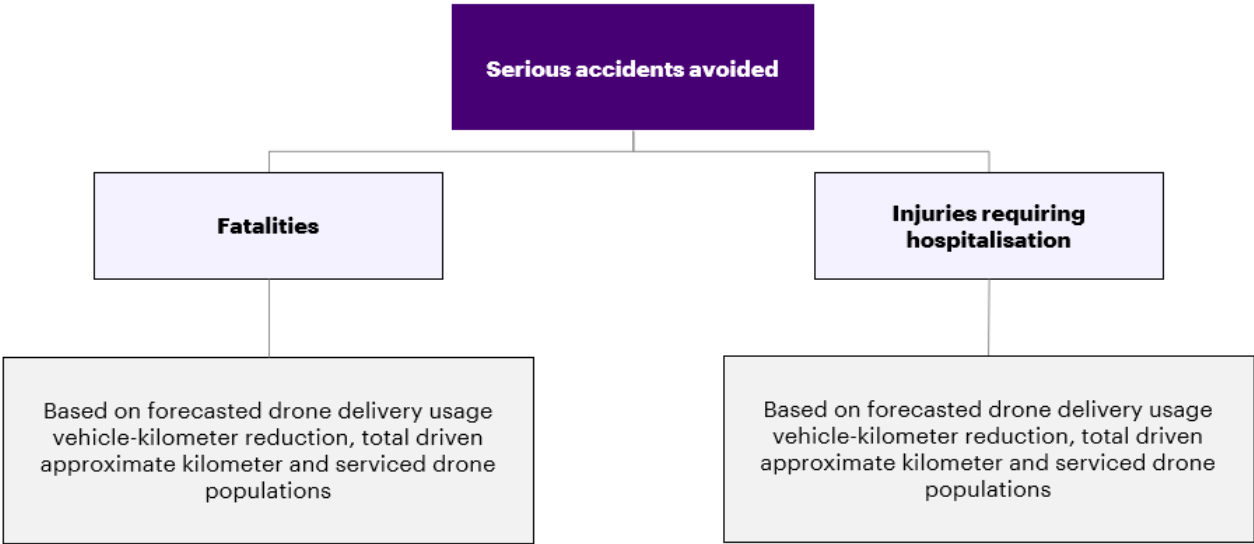 Serious accidents avoided
Fatalities
Injuries requiring
hospitalisation
Based on forecasted drone delivery usage
vehicle-kilometer reduction, total driven
approximate kilometer and serviced drone
populations
Based on forecasted drone delivery usage
vehicle-kilometer reduction, total driven
approximate kilometer and serviced drone
populations